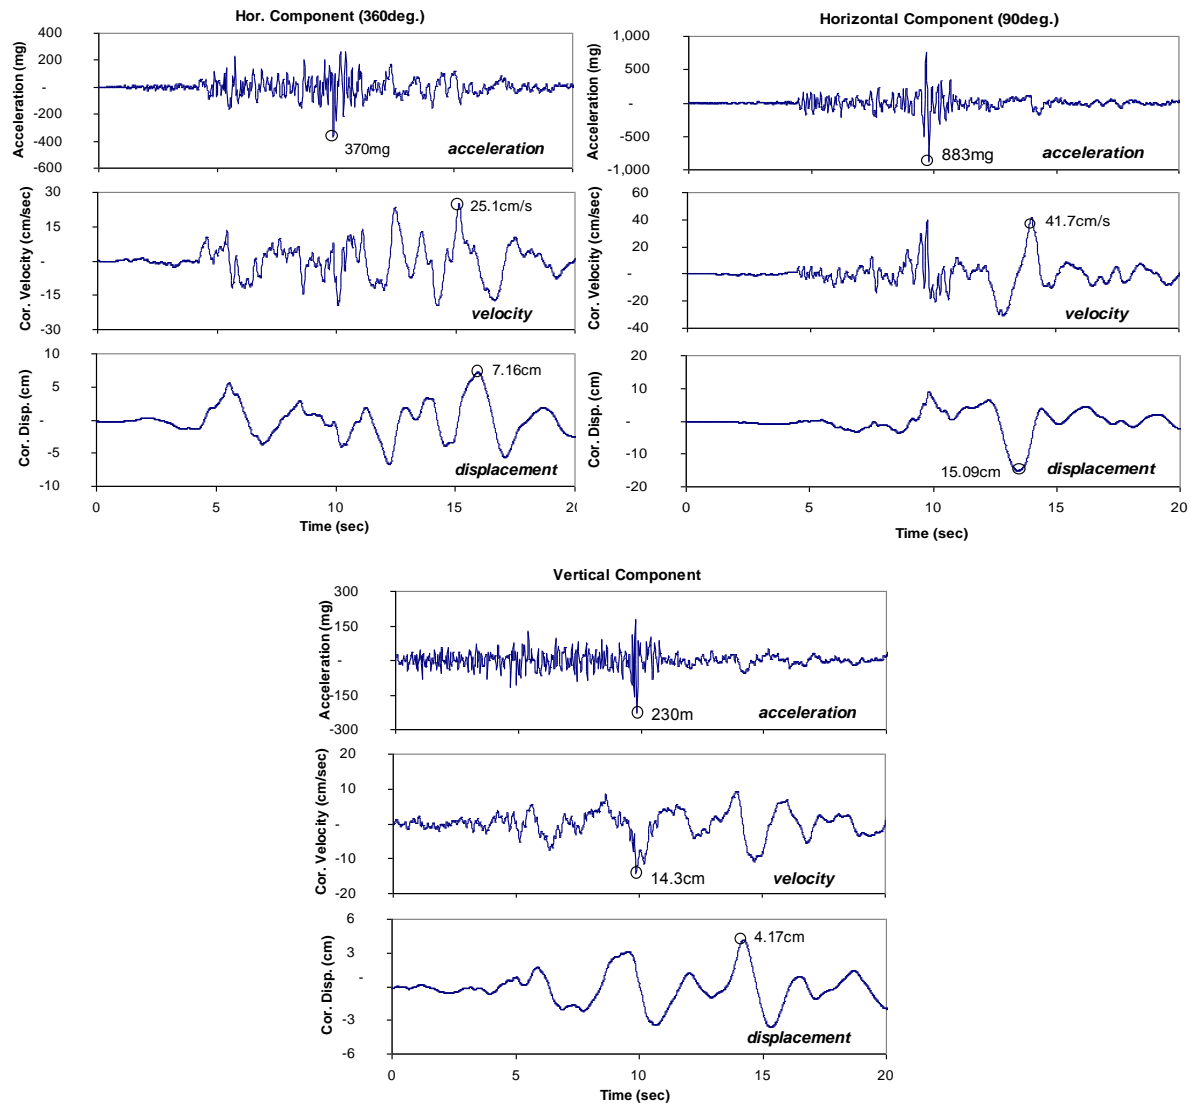 Hor. Component (360deg.)
Acceleration (mg)
400
200
-
-200
-400
-600
370mg
acceleration
Cor. Velocity (cm/sec)
30
15
-
-15
-30
25.1cm/s
velocity
Cor. Disp. (cm)
10
5
-
-5
-10
7.16cm
displacement
0
5
10
15
20
Time (sec)
Horizontal Component (90deg.)
Acceleration (mg)
1,000
500
-
-500
-1,000
883mg
acceleration
Cor. Velocity (cm/sec)
60
40
20
-
-20
-40
41.7cm/s
velocity
Cor. Disp. (cm)
20
10
-
-10
-20
15.09cm
displacement
0
5
10
15
20
Time (sec)
Vertical Component
Acceleration (mg)
300
150
-
-150
-300
230m
acceleration
Cor. Velocity (cm/sec)
20
10
-
-10
-20
14.3cm
velocity
Cor. Disp. (cm)
6
3
-
-3
-6
4.17cm
displacement
0
5
10
15
20
Time (sec)